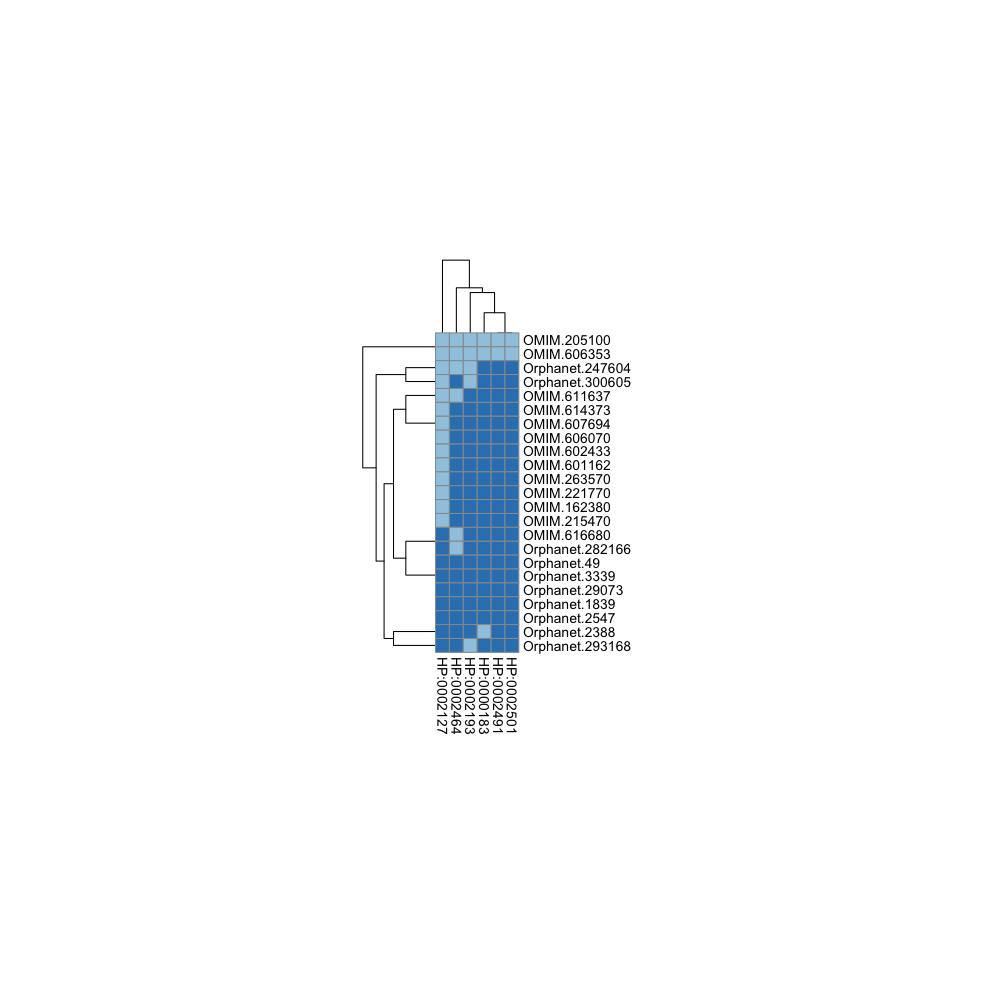 OMIM.205100
OMIM.606353
Orphanet.247604
Orphanet.300605
OMIM.611637
OMIM.614373
OMIM.607694
OMIM.606070
OMIM.602433
OMIM.601162
OMIM.263570
OMIM.221770
OMIM.162380
OMIM.215470
OMIM.616680
Orphanet.282166
Orphanet.49
Orphanet.3339
Orphanet.29073
Orphanet.1839
Orphanet.2547
Orphanet.2388
Orphanet.293168
HP:0002127
HP:0002464
HP:0002193
HP:0000183
HP:0002491
HP:0002501